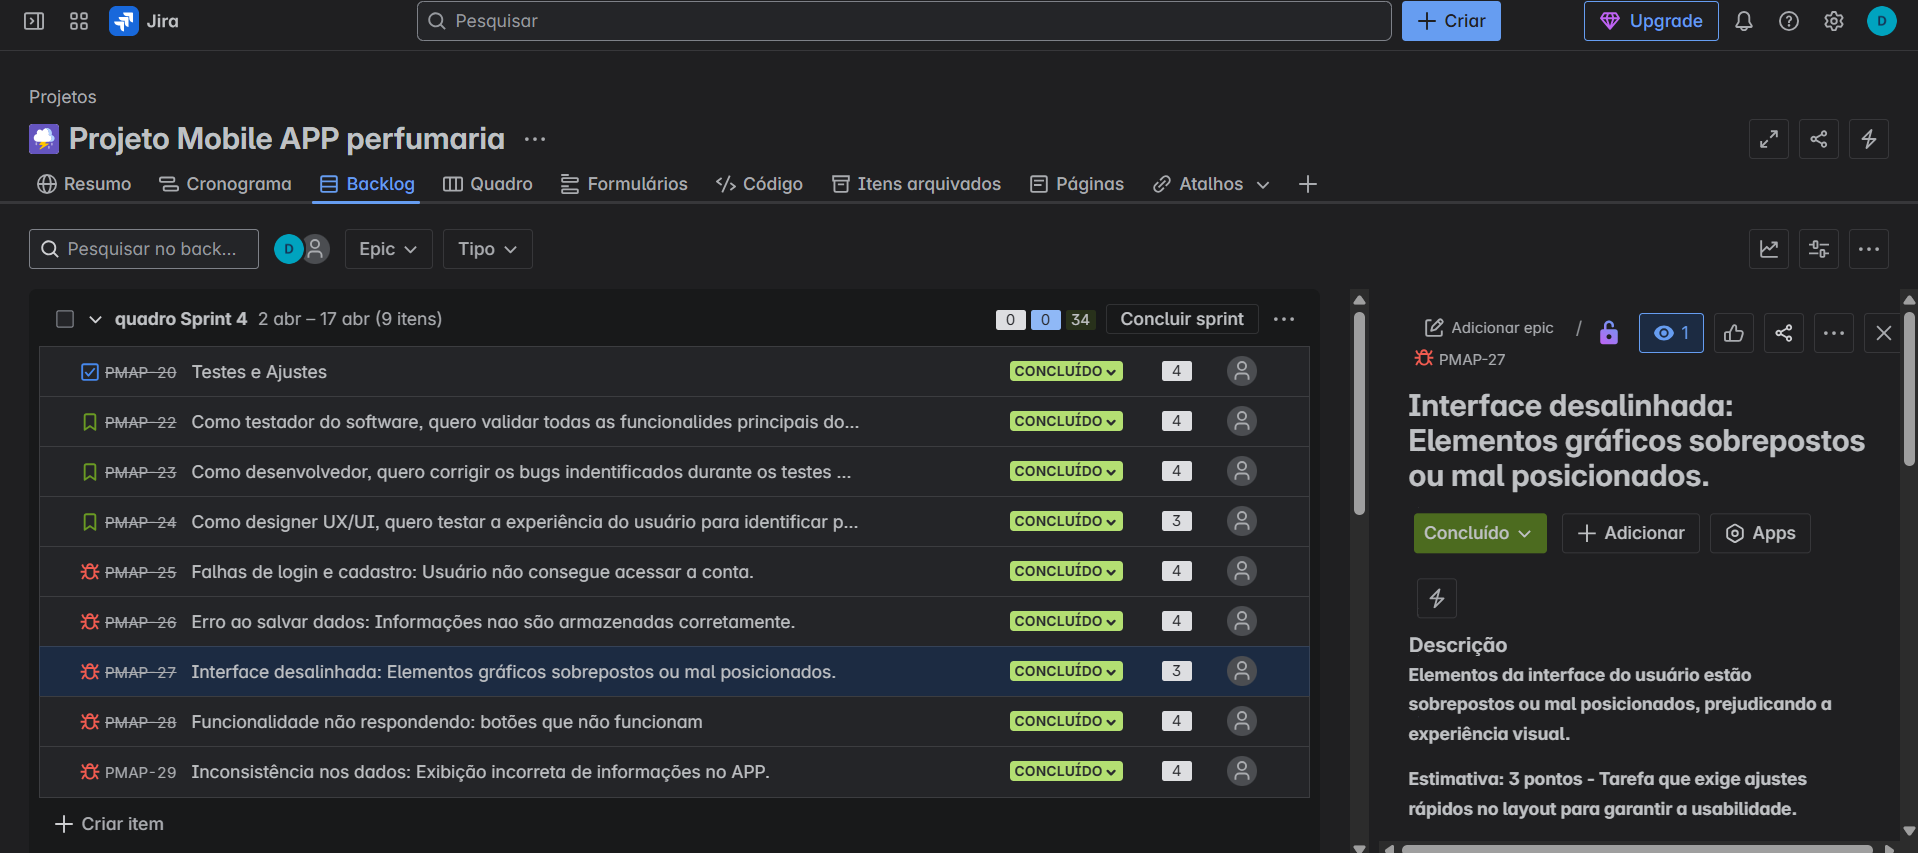 Jira
Pesquisar
Criar
Upgrade
D
Projetos
Projeto Mobile APP perfumaria
Resumo
Cronograma
Backlog
Quadro
Formulários
Código
Itens arquivados
Páginas
Atalhos
Pesquisar no back...
D
Epic
Tipo
quadro Sprint 4 2 abr – 17 abr (9 itens)
0 0 34
Concluir sprint
PMAP-20 Testes e Ajustes CONCLUÍDO 4
PMAP-22 Como testador do software, quero validar todas as funcionalides principais do... CONCLUÍDO 4
PMAP-23 Como desenvolvedor, quero corrigir os bugs indentificados durante os testes ... CONCLUÍDO 4
PMAP-24 Como designer UX/UI, quero testar a experiência do usuário para identificar p... CONCLUÍDO 3
PMAP-25 Falhas de login e cadastro: Usuário não consegue acessar a conta. CONCLUÍDO 4
PMAP-26 Erro ao salvar dados: Informações nao são armazenadas corretamente. CONCLUÍDO 4
PMAP-27 Interface desalinhada: Elementos gráficos sobrepostos ou mal posicionados. CONCLUÍDO 3
PMAP-28 Funcionalidade não respondendo: botões que não funcionam CONCLUÍDO 4
PMAP-29 Inconsistência nos dados: Exibição incorreta de informações no APP. CONCLUÍDO 4
Criar item
Adicionar epic /
1
PMAP-27
Interface desalinhada:
Elementos gráficos sobrepostos
ou mal posicionados.
Concluído
Adicionar
Apps
Descrição
Elementos da interface do usuário estão
sobrepostos ou mal posicionados, prejudicando a
experiência visual.
Estimativa: 3 pontos - Tarefa que exige ajustes
rápidos no layout para garantir a usabilidade.